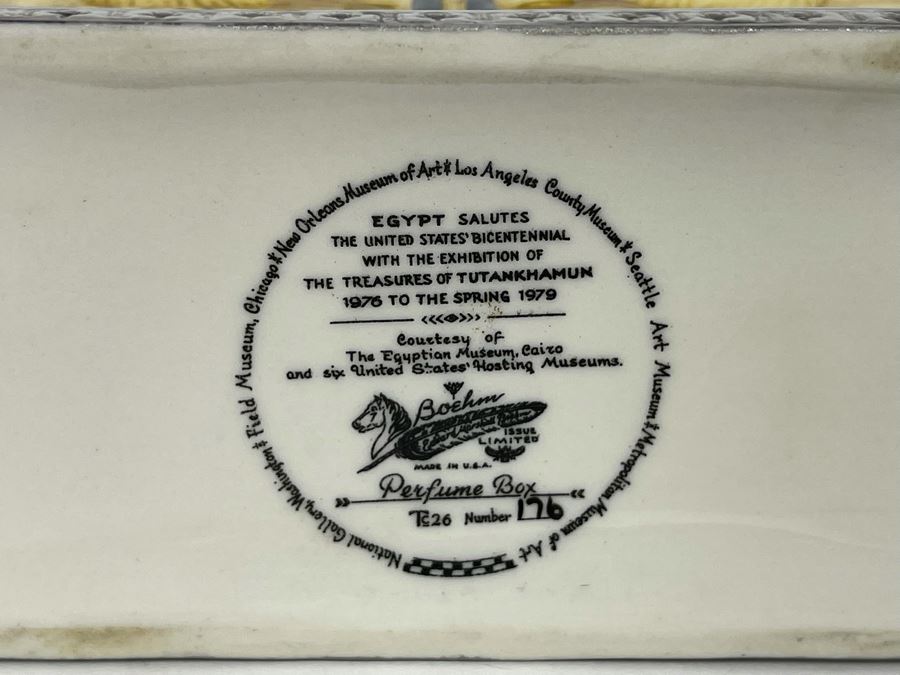 National Gallery, Washington * Field Museum, Chicago * New Orleans Museum of Art * Los Angeles County Museum * Seattle Art Museum * Metropolitan Museum of Art
EGYPT SALUTES
THE UNITED STATES' BICENTENNIAL
WITH THE EXHIBITION OF
THE TREASURES OF TUTANKHAMUN
1976 TO THE SPRING 1979
Courtesy of
The Egyptian Museum, Cairo
and six United States' Hosting Museums.
Boehm
ISSUE
LIMITED
MADE IN U.S.A.
Perfume Box
Tc26 Number 176